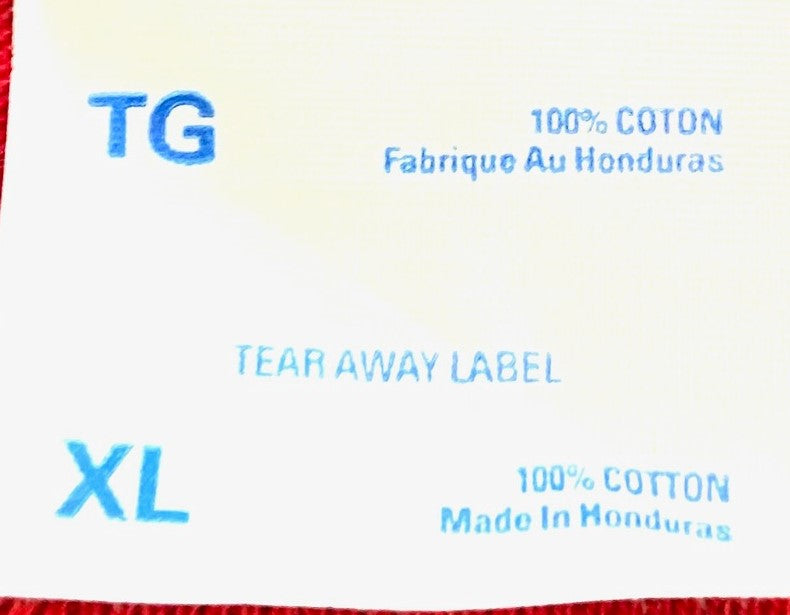 TG
100% COTON
Fabrique Au Honduras
TEAR AWAY LABEL
XL
100% COTTON
Made In Honduras